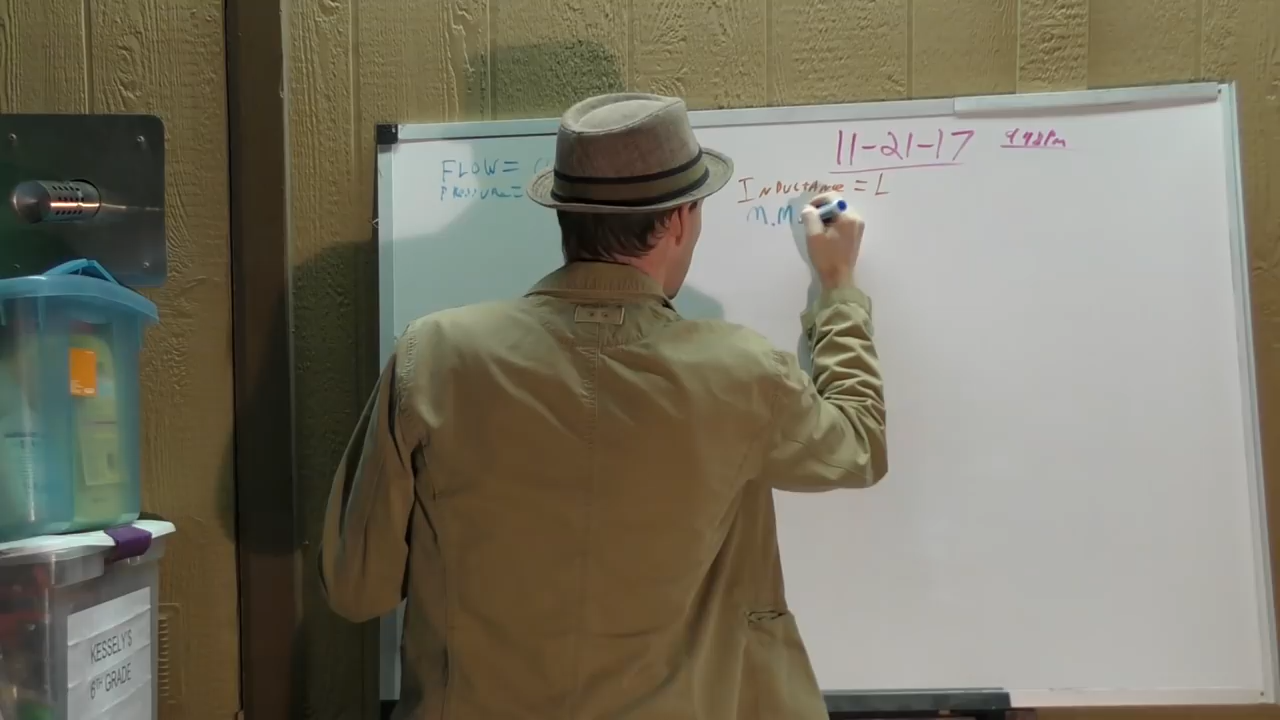 11-21-17
FLOW =
PRESSURE =
INDUCTANCE = L
M.M.
KESSELY'S
6TH GRADE